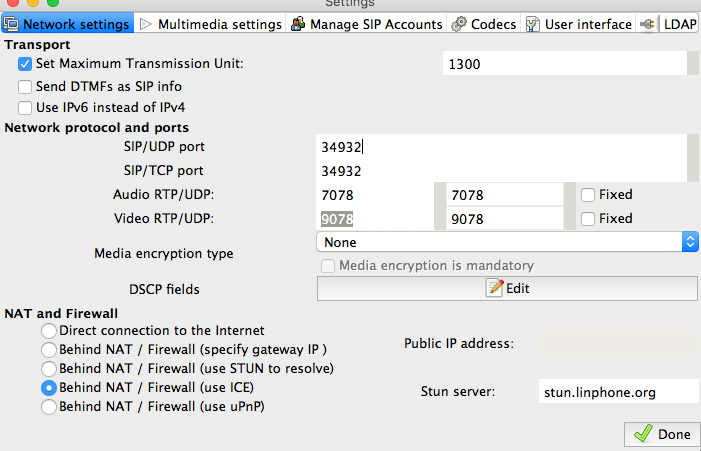 Settings
Network settings Multimedia settings Manage SIP Accounts Codecs User interface LDAP
Transport
Set Maximum Transmission Unit: 1300
Send DTMFs as SIP info
Use IPv6 instead of IPv4
Network protocol and ports
SIP/UDP port 34932
SIP/TCP port 34932
Audio RTP/UDP: 7078 7078 Fixed
Video RTP/UDP: 9078 9078 Fixed
Media encryption type None
Media encryption is mandatory
DSCP fields Edit
NAT and Firewall
Direct connection to the Internet
Behind NAT / Firewall (specify gateway IP ) Public IP address:
Behind NAT / Firewall (use STUN to resolve)
Behind NAT / Firewall (use ICE) Stun server: stun.linphone.org
Behind NAT / Firewall (use uPnP)
Done